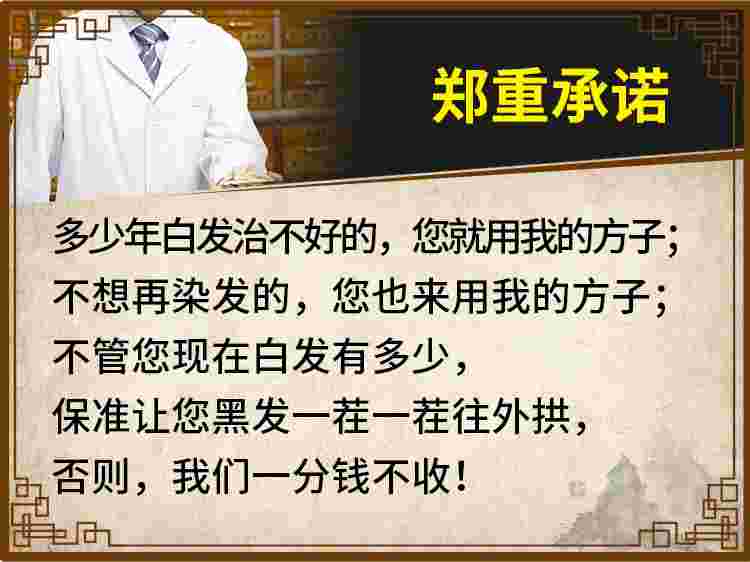 郑重承诺
多少年白发治不好的，您就用我的方子；
不想再染发的，您也来用我的方子；
不管您现在白发有多少，
保准让您黑发一茬一茬往外拱，
否则，我们一分钱不收！